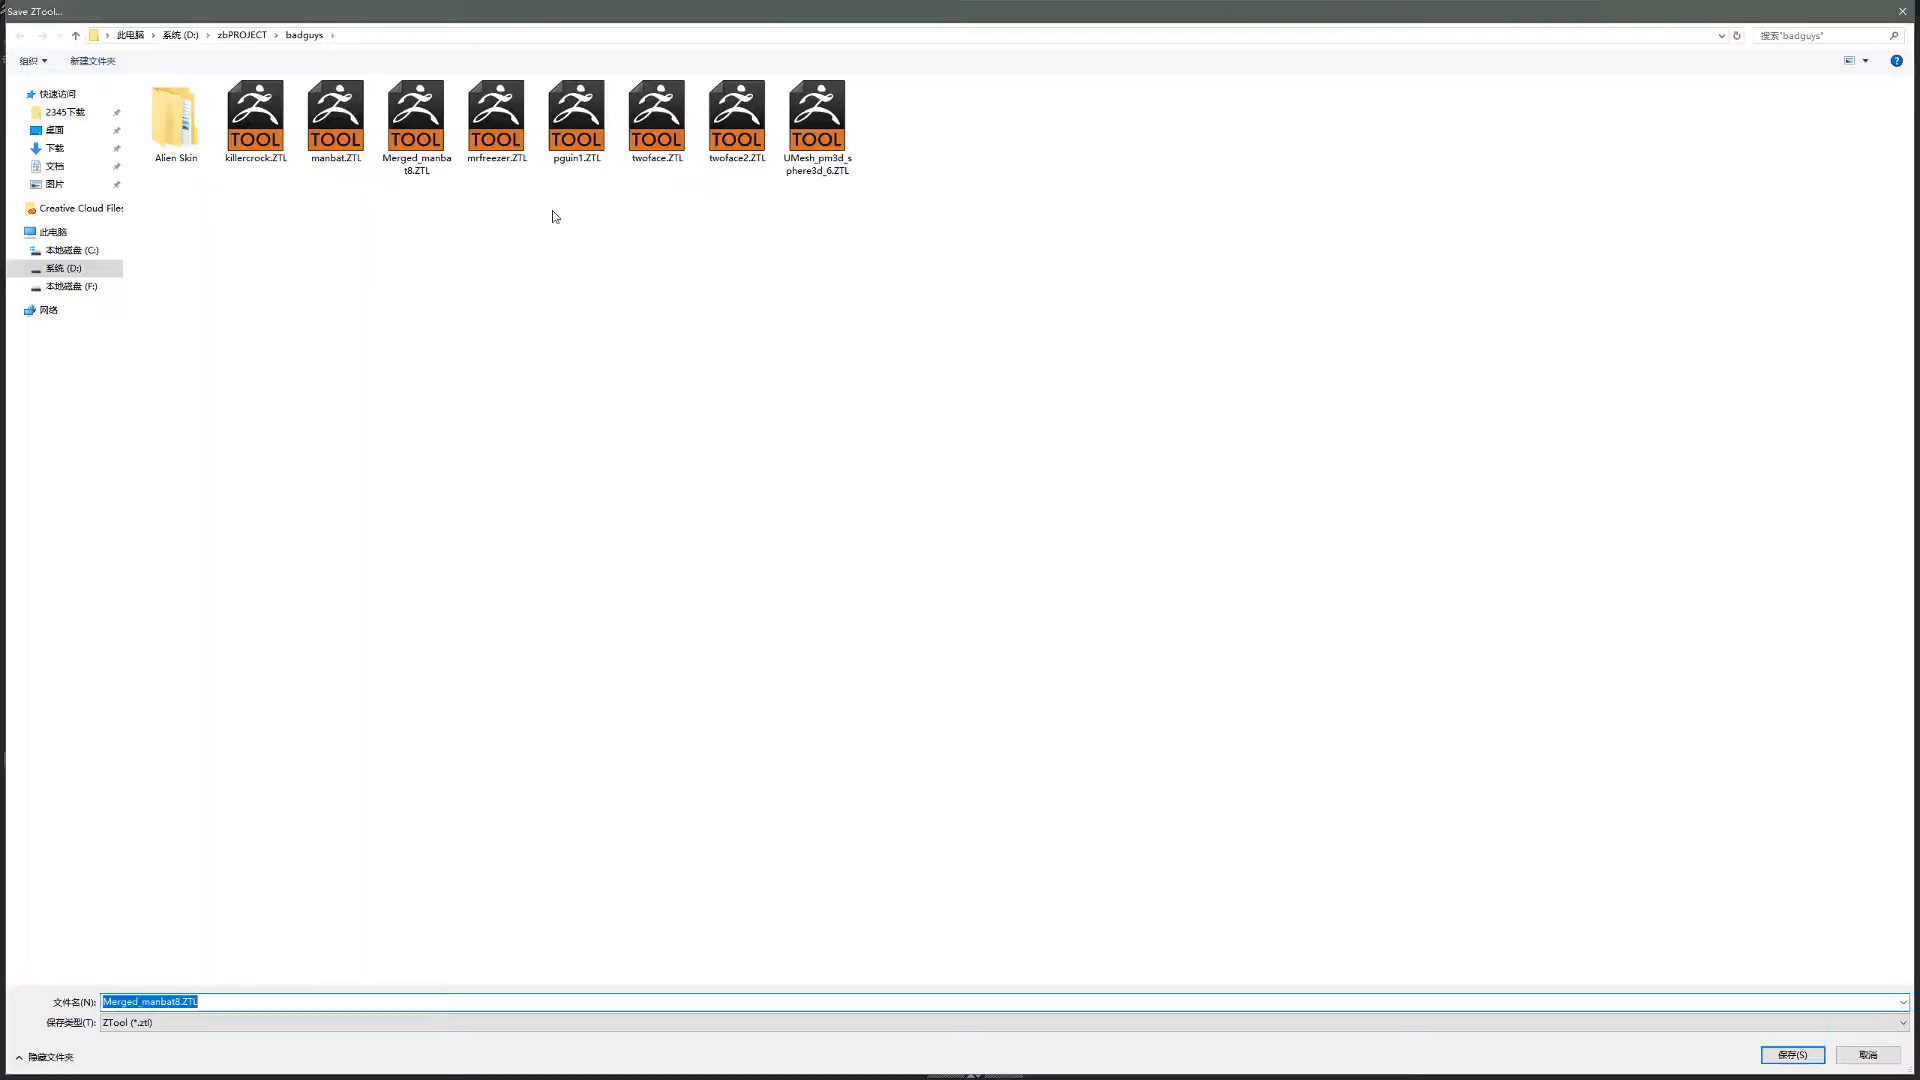 Save ZTool...
此电脑 › 系统 (D:) › zbPROJECT › badguys ›
搜索"badguys"
组织 新建文件夹
快速访问
2345下载
桌面
下载
文档
图片
Creative Cloud Files
此电脑
本地磁盘 (C:)
系统 (D:)
本地磁盘 (F:)
网络
TOOL TOOL TOOL TOOL TOOL TOOL TOOL TOOL
Alien Skin killercrock.ZTL manbat.ZTL Merged_manba mrfreezer.ZTL pguin1.ZTL twoface.ZTL twoface2.ZTL UMesh_pm3d_s
t8.ZTL phere3d_6.ZTL
文件名(N): Merged_manbat8.ZTL
保存类型(T): ZTool (*.ztl)
隐藏文件夹
保存(S) 取消